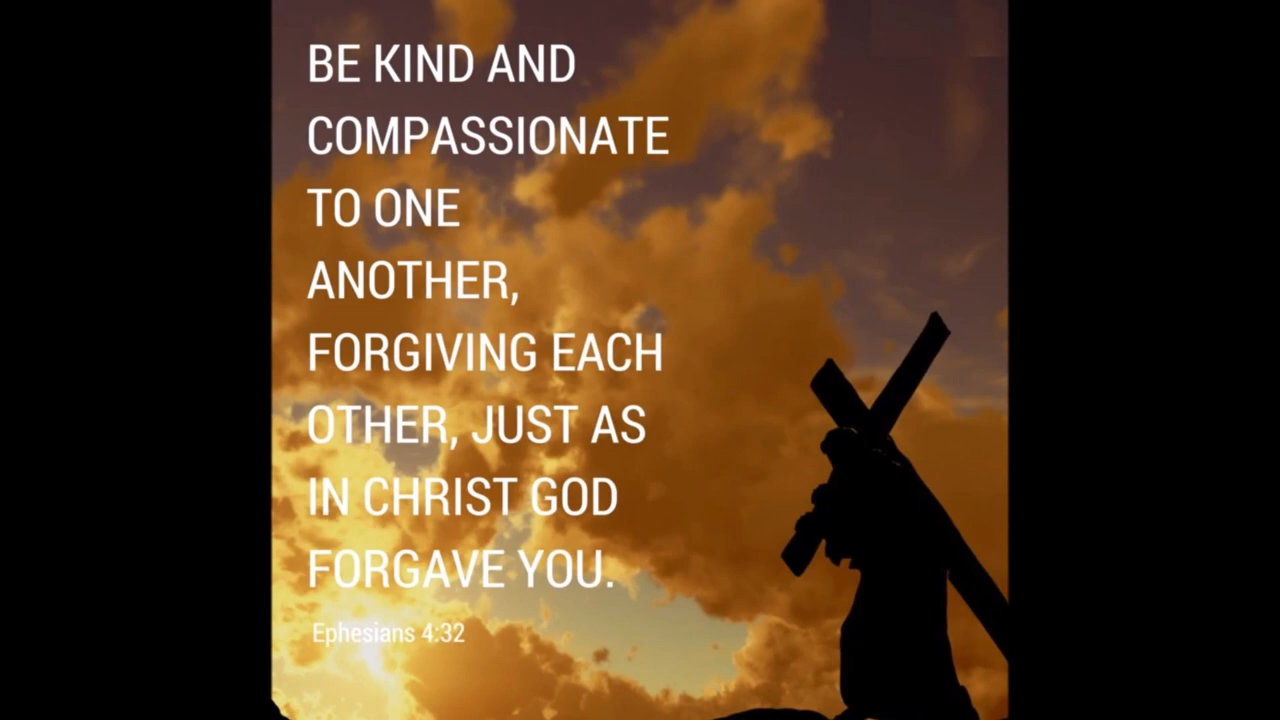 BE KIND AND
COMPASSIONATE
TO ONE
ANOTHER,
FORGIVING EACH
OTHER, JUST AS
IN CHRIST GOD
FORGAVE YOU.
Ephesians 4:32